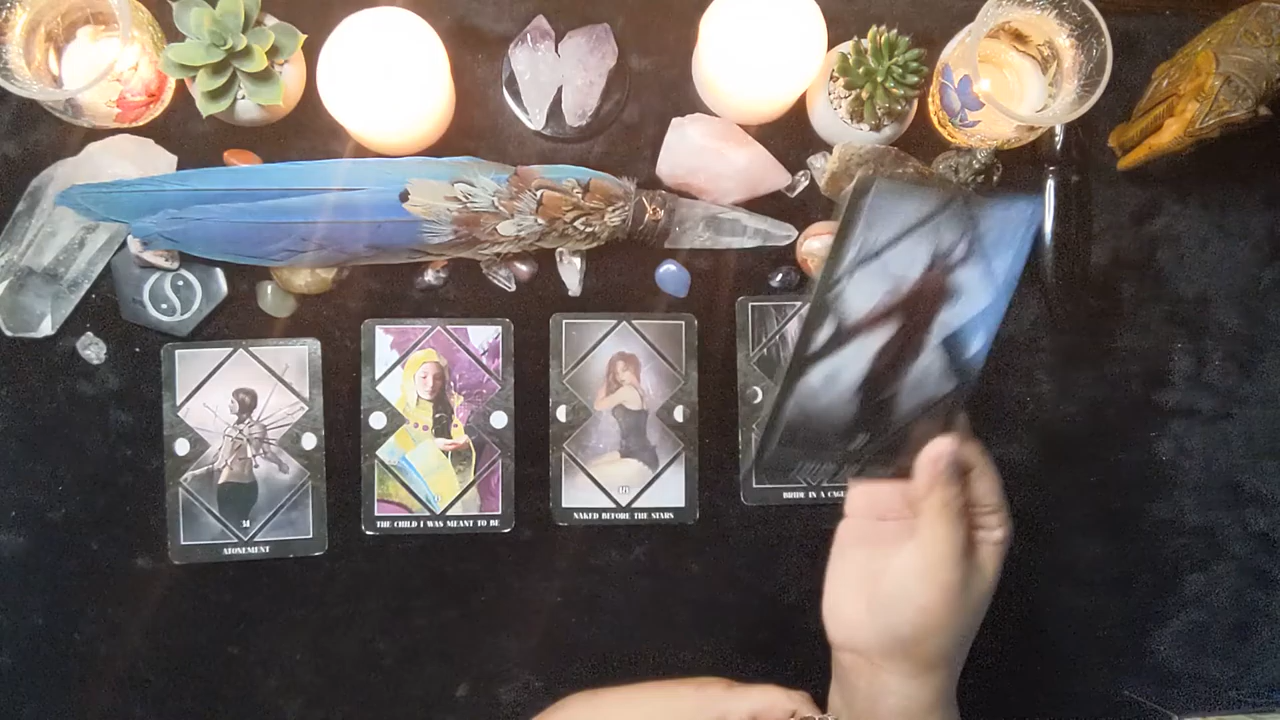 ATONEMENT
THE CHILD I WAS MEANT TO BE
NAKED BEFORE THE STARS
BRIDE IN A CAGE